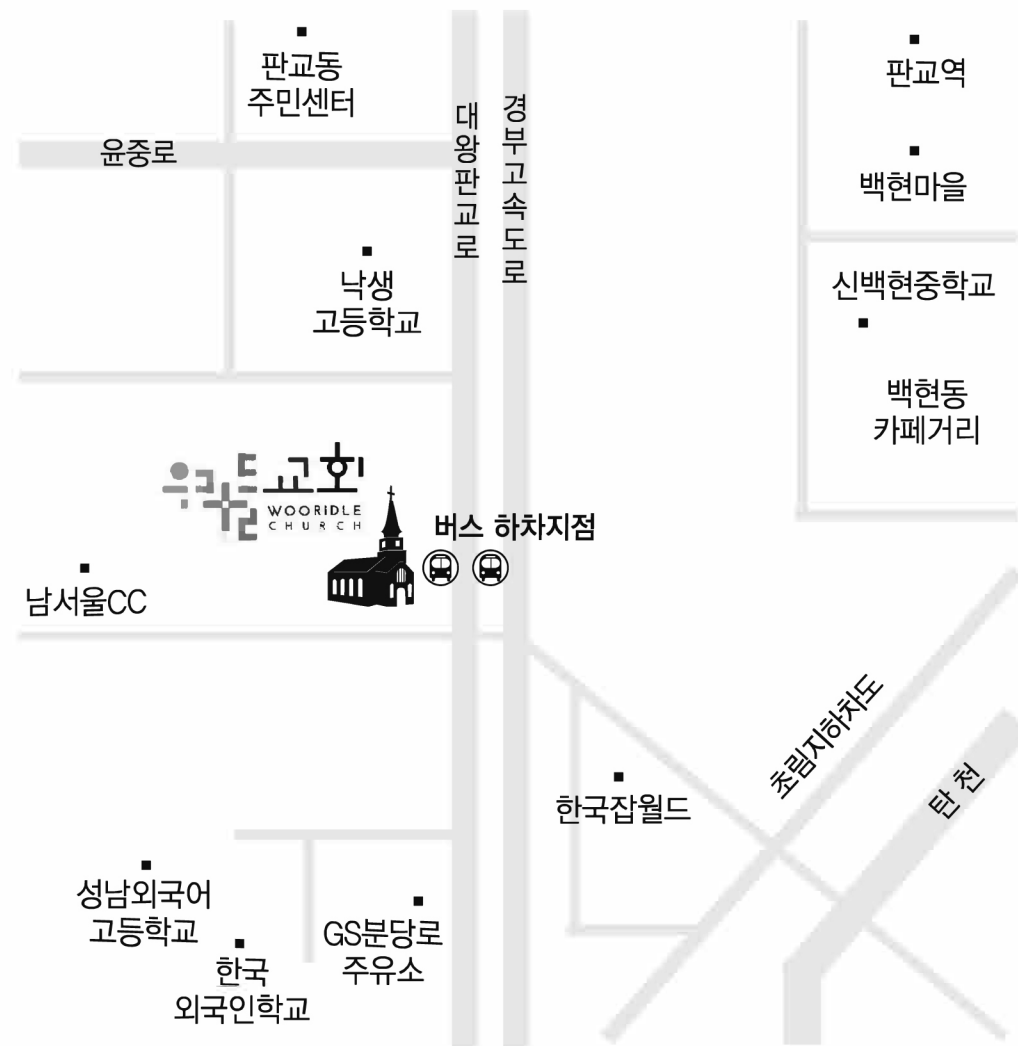 판교동
주민센터
판교역
대왕판교로
경부고속도로
윤중로
백현마을
낙생
고등학교
신백현중학교
백현동
카페거리
우리들교회
WOORIDLE
CHURCH
버스 하차지점
남서울CC
초림지하차도
탄천
한국잡월드
성남외국어
고등학교
GS분당로
주유소
한국
외국인학교